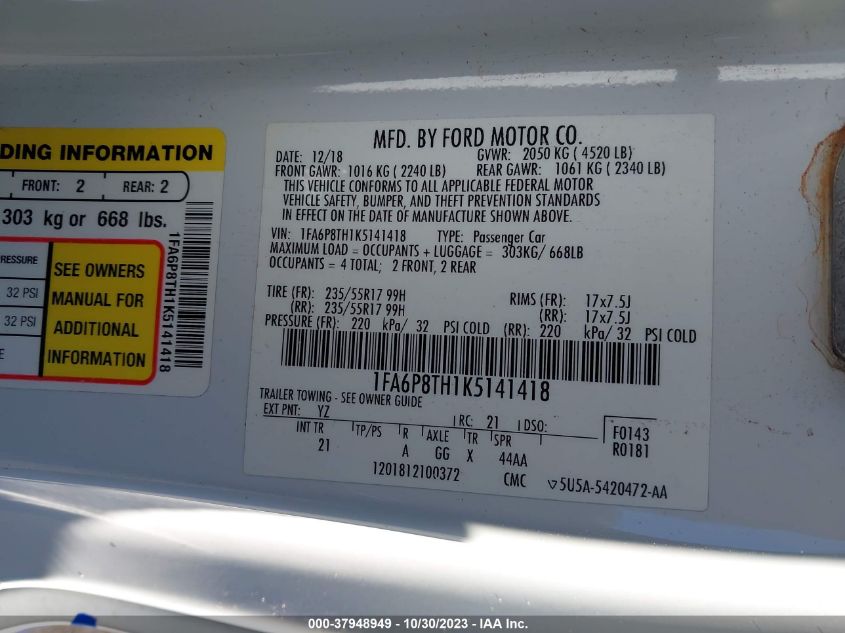 DING INFORMATION
FRONT: 2 REAR: 2
303 kg or 668 lbs.
RESSURE
32 PSI
32 PSI
E
SEE OWNERS
MANUAL FOR
ADDITIONAL
INFORMATION
1FA6P8TH1K5141418
MFD. BY FORD MOTOR CO.
DATE: 12/18 GVWR: 2050 KG ( 4520 LB)
FRONT GAWR: 1016 KG ( 2240 LB) REAR GAWR: 1061 KG ( 2340 LB)
THIS VEHICLE CONFORMS TO ALL APPLICABLE FEDERAL MOTOR
VEHICLE SAFETY, BUMPER, AND THEFT PREVENTION STANDARDS
IN EFFECT ON THE DATE OF MANUFACTURE SHOWN ABOVE.
VIN: 1FA6P8TH1K5141418 TYPE: Passenger Car
MAXIMUM LOAD = OCCUPANTS + LUGGAGE = 303KG/ 668LB
OCCUPANTS = 4 TOTAL; 2 FRONT, 2 REAR
TIRE (FR): 235/55R17 99H RIMS (FR): 17x7.5J
(RR): 235/55R17 99H (RR): 17x7.5J
PRESSURE (FR): 220 kPa/ 32 PSI COLD (RR): 220 kPa/ 32 PSI COLD
1FA6P8TH1K5141418
TRAILER TOWING - SEE OWNER GUIDE
EXT PNT: YZ RC: 21 DSO:
INT TR TP/PS R AXLE TR SPR
21 A GG X 44AA
F0143
R0181
1201812100372 CMC ▽5U5A-5420472-AA
000-37948949 - 10/30/2023 - IAA Inc.